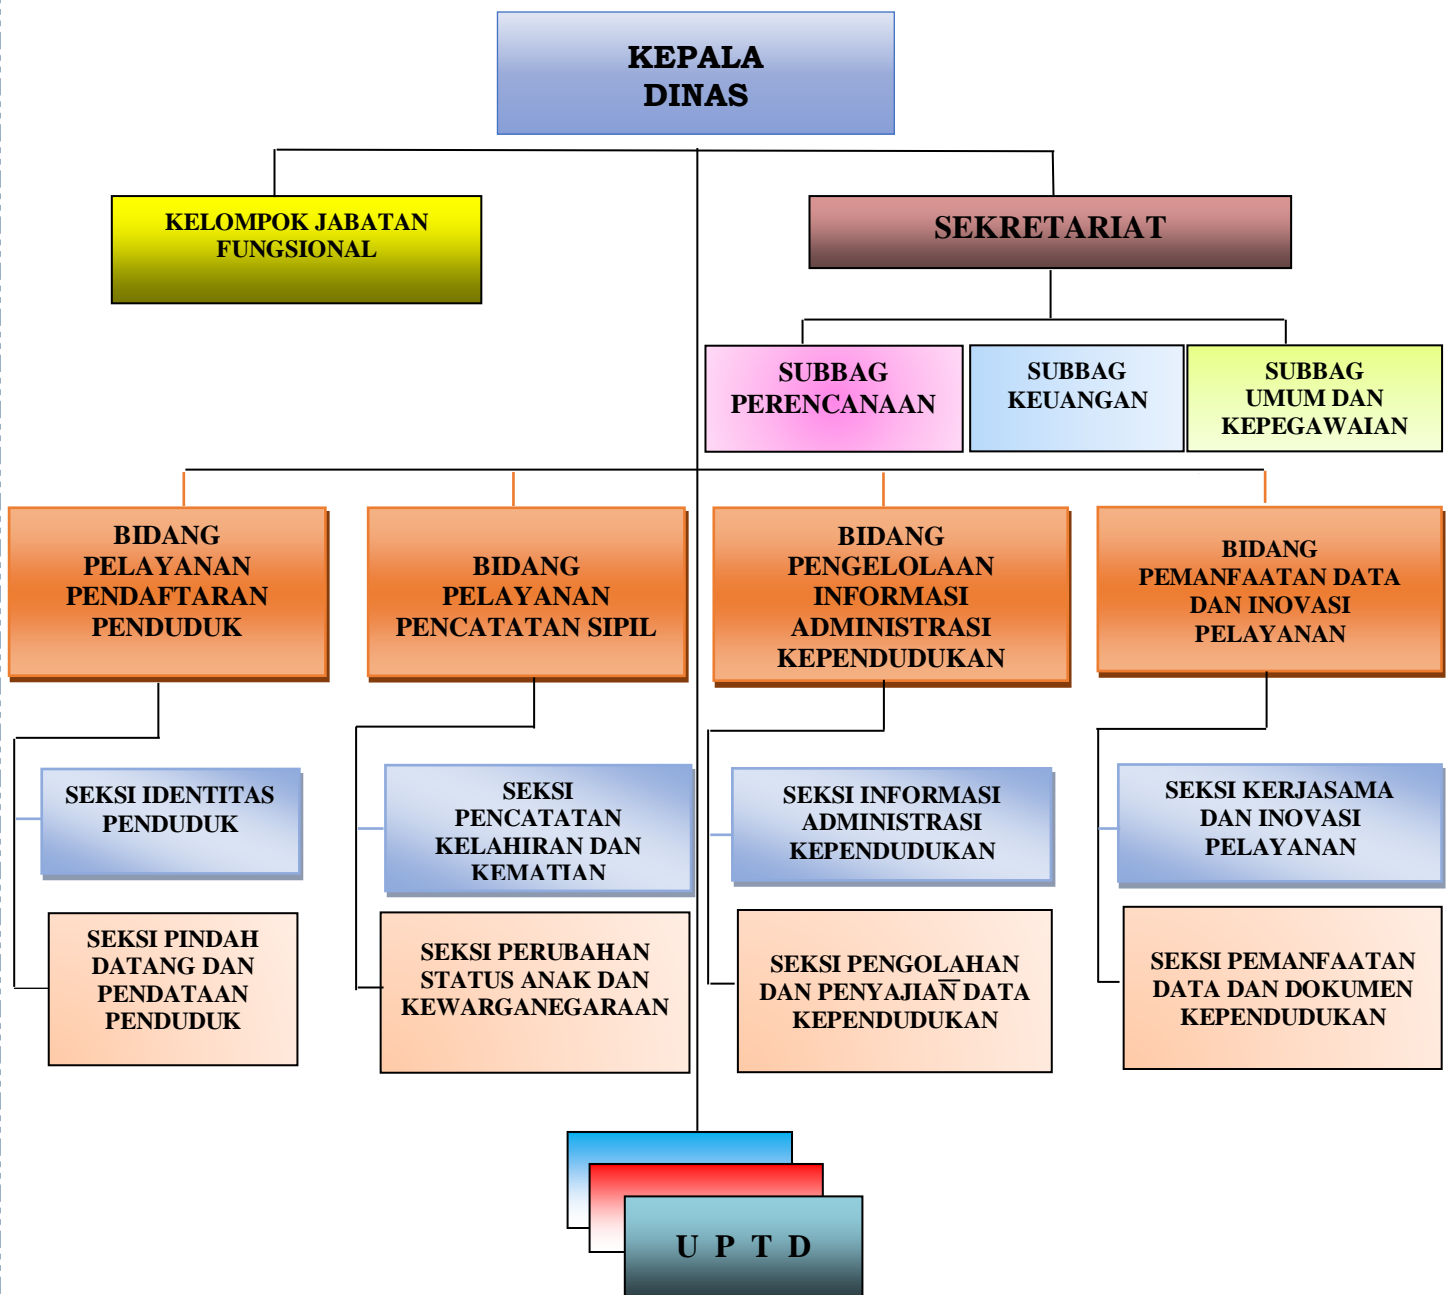 KEPALA
DINAS
KELOMPOK JABATAN
FUNGSIONAL
SEKRETARIAT
SUBBAG
PERENCANAAN
SUBBAG
KEUANGAN
SUBBAG
UMUM DAN
KEPEGAWAIAN
BIDANG
PELAYANAN
PENDAFTARAN
PENDUDUK
BIDANG
PELAYANAN
PENCATATAN SIPIL
BIDANG
PENGELOLAAN
INFORMASI
ADMINISTRASI
KEPENDUDUKAN
BIDANG
PEMANFAATAN DATA
DAN INOVASI
PELAYANAN
SEKSI IDENTITAS
PENDUDUK
SEKSI
PENCATATAN
KELAHIRAN DAN
KEMATIAN
SEKSI INFORMASI
ADMINISTRASI
KEPENDUDUKAN
SEKSI KERJASAMA
DAN INOVASI
PELAYANAN
SEKSI PINDAH
DATANG DAN
PENDATAAN
PENDUDUK
SEKSI PERUBAHAN
STATUS ANAK DAN
KEWARGANEGARAAN
SEKSI PENGOLAHAN
DAN PENYAJIAN DATA
KEPENDUDUKAN
SEKSI PEMANFAATAN
DATA DAN DOKUMEN
KEPENDUDUKAN
U P T D